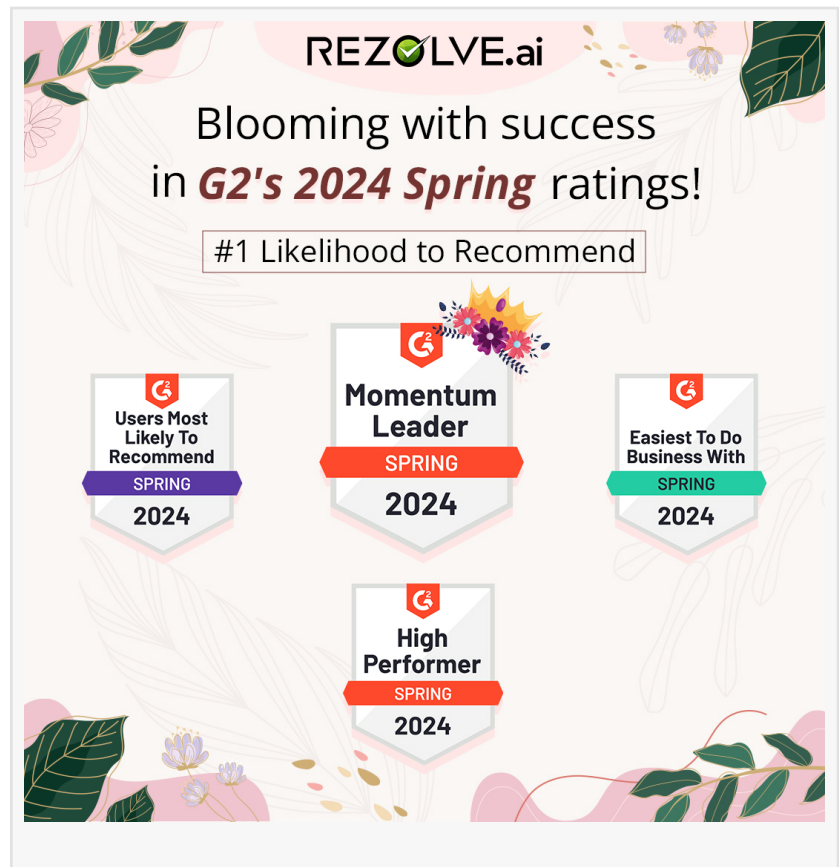 REZOLVE.ai
Blooming with success
in G2's 2024 Spring ratings!
#1 Likelihood to Recommend
G2
Users Most
Likely To
Recommend
SPRING
2024
G2
Momentum
Leader
SPRING
2024
G2
Easiest To Do
Business With
SPRING
2024
G2
High
Performer
SPRING
2024